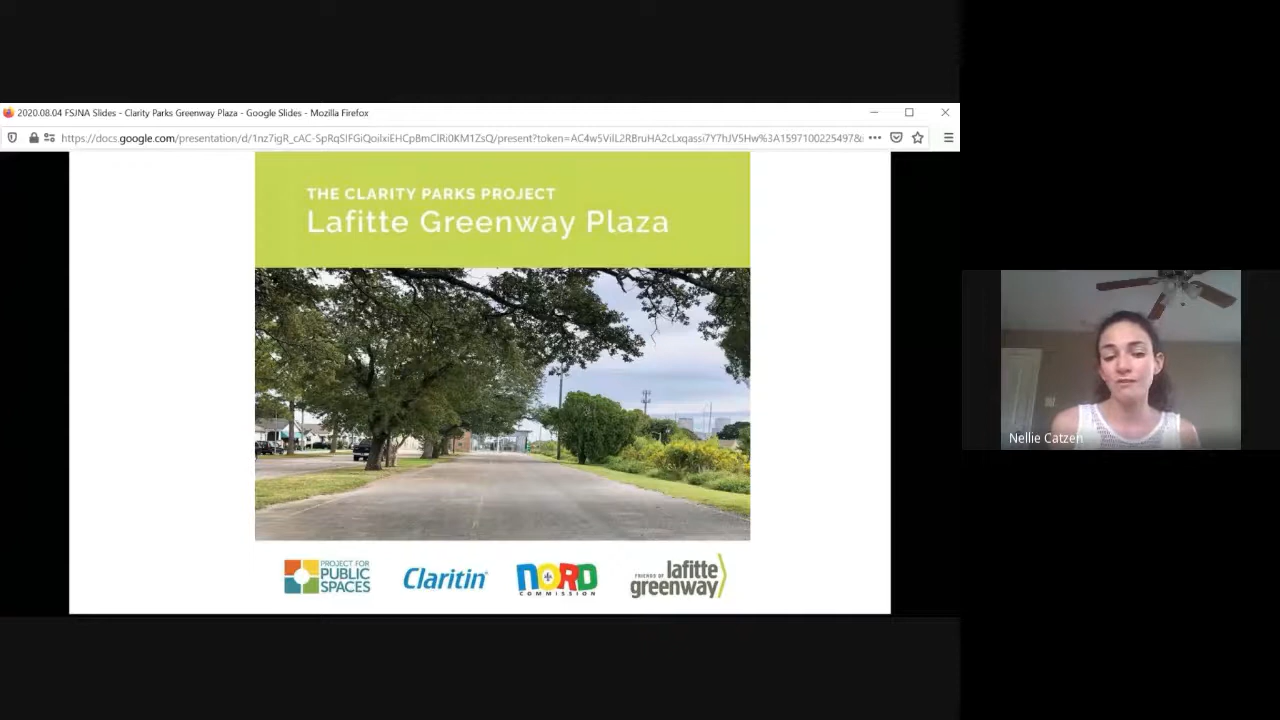 2020.08.04 FSJNA Slides - Clarity Parks Greenway Plaza - Google Slides - Mozilla Firefox
THE CLARITY PARKS PROJECT
Lafitte Greenway Plaza
PROJECT FOR
PUBLIC
SPACES
Claritin
NORD
COMMISSION
FRIENDS OF lafitte
greenway
Nellie Catzen